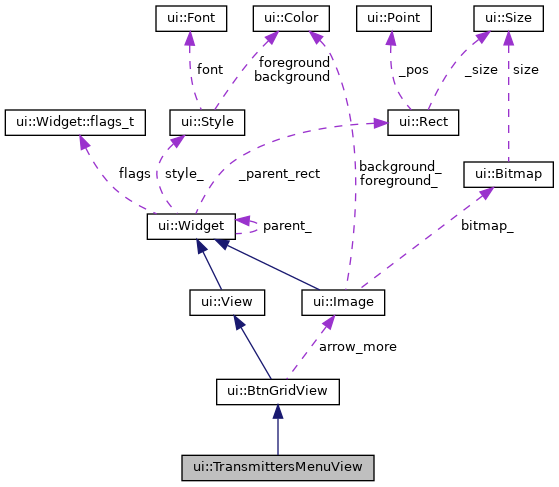 ui::Font
ui::Color
ui::Point
ui::Size
font
foreground
background
_pos
_size
size
ui::Widget::flags_t
ui::Style
ui::Rect
flags
style_
_parent_rect
background_
foreground_
ui::Bitmap
ui::Widget
parent_
bitmap_
ui::View
ui::Image
arrow_more
ui::BtnGridView
ui::TransmittersMenuView